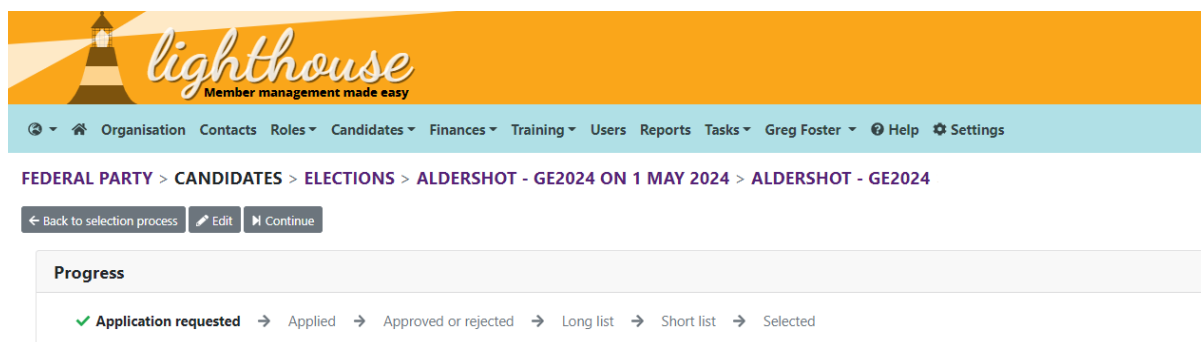 lighthouse
Member management made easy
Organisation Contacts Roles Candidates Finances Training Users Reports Tasks Greg Foster Help Settings
FEDERAL PARTY > CANDIDATES > ELECTIONS > ALDERSHOT - GE2024 ON 1 MAY 2024 > ALDERSHOT - GE2024
Back to selection process Edit Continue
Progress
Application requested Applied Approved or rejected Long list Short list Selected